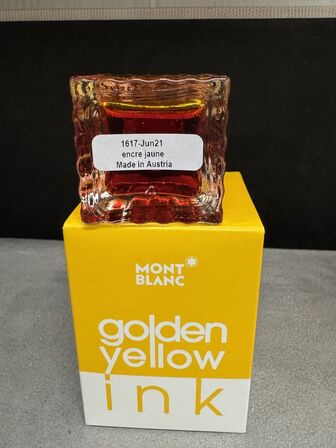 1617-Jun21
encre jaune
Made in Austria
MONT
BLANC
golden
yellow
ink